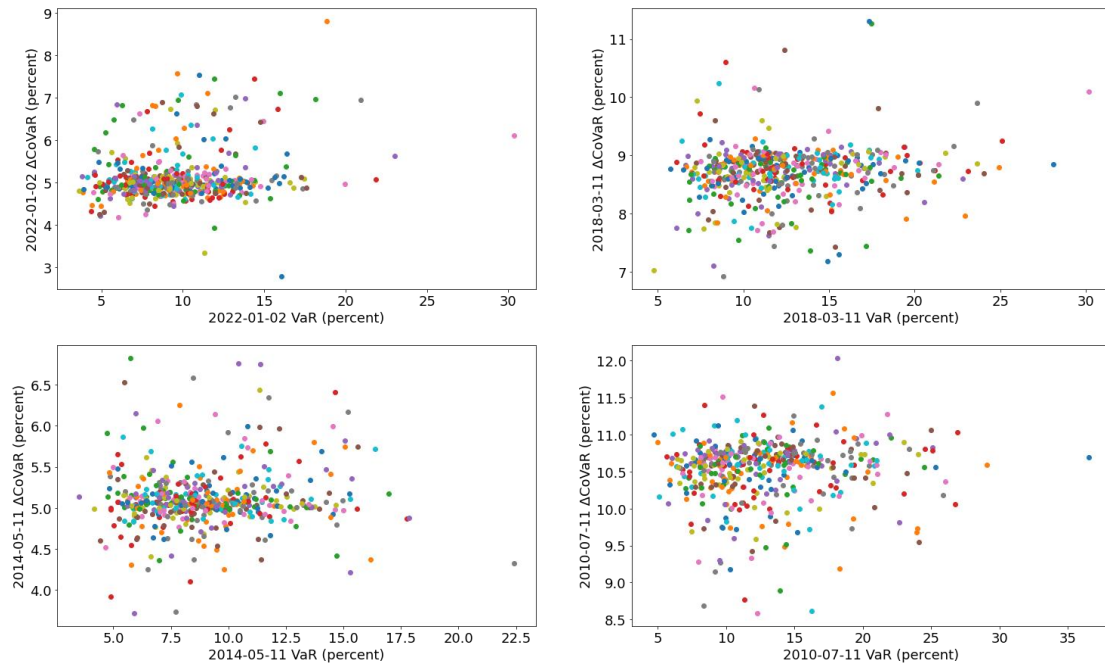 9
8
7
6
5
4
3
2022-01-02 ΔCoVaR (percent)
5 10 15 20 25 30
2022-01-02 VaR (percent)
11
10
9
8
7
2018-03-11 ΔCoVaR (percent)
5 10 15 20 25 30
2018-03-11 VaR (percent)
6.5
6.0
5.5
5.0
4.5
4.0
2014-05-11 ΔCoVaR (percent)
5.0 7.5 10.0 12.5 15.0 17.5 20.0 22.5
2014-05-11 VaR (percent)
12.0
11.5
11.0
10.5
10.0
9.5
9.0
8.5
2010-07-11 ΔCoVaR (percent)
5 10 15 20 25 30 35
2010-07-11 VaR (percent)